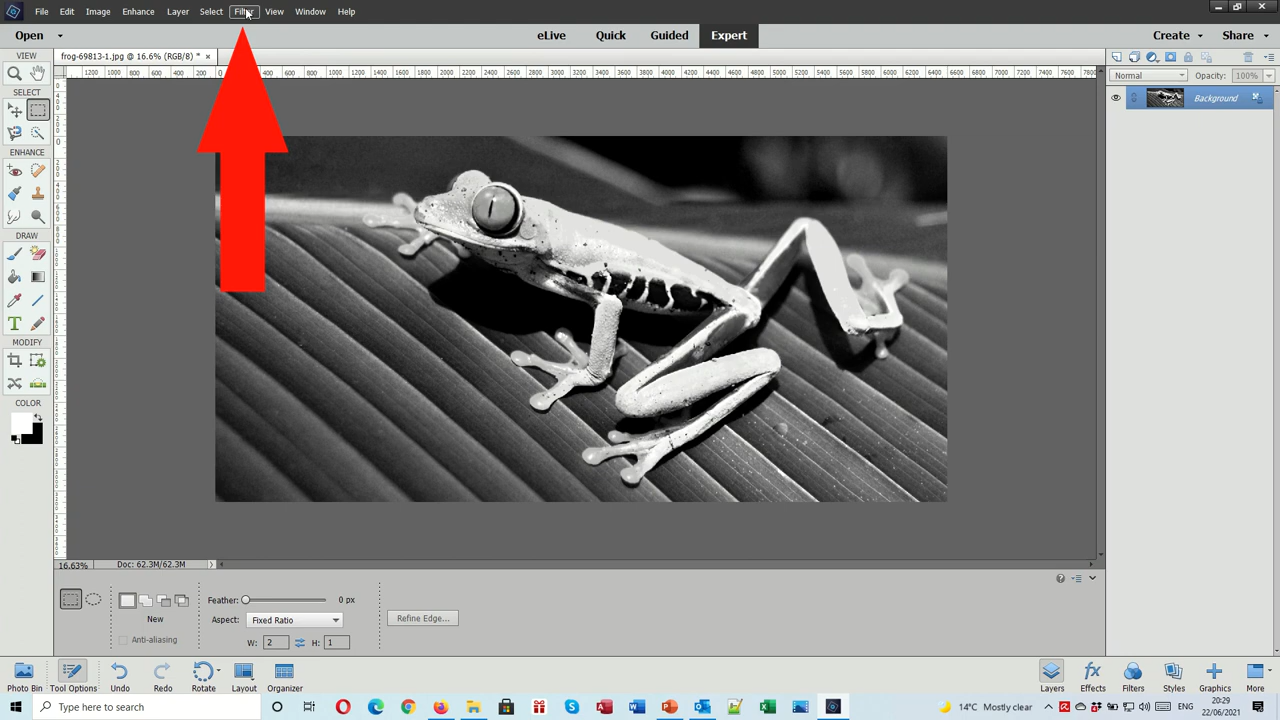 File Edit Image Enhance Layer Select Filter View Window Help
Open eLive Quick Guided Expert Create Share
frog-69813-1.jpg @ 16.6% (RGB/8) * ×
VIEW
SELECT
ENHANCE
DRAW
MODIFY
COLOR
Normal Opacity: 100%
Background
16.63% Doc: 62.3M/62.3M
New
Anti-aliasing
Feather: 0 px
Aspect: Fixed Ratio
W: 2 H: 1
Refine Edge...
Photo Bin Tool Options Undo Redo Rotate Layout Organizer Layers Effects Filters Styles Graphics More
Type here to search
14°C Mostly clear
ENG
20:29
22/06/2021